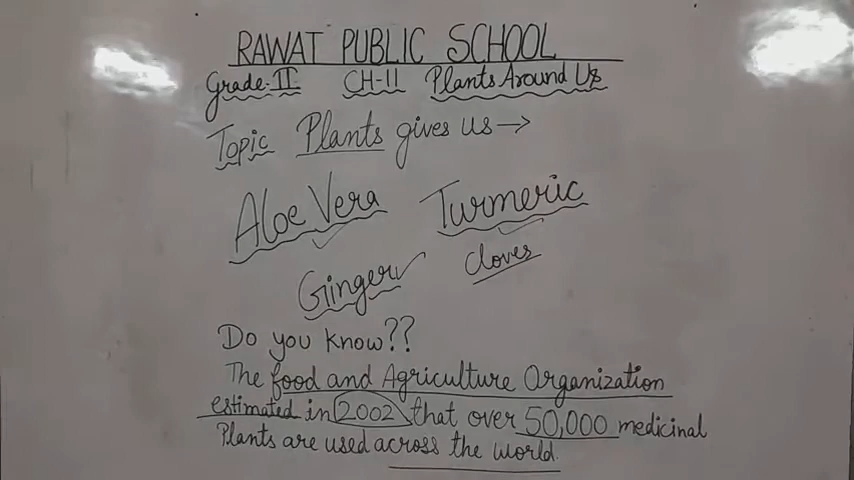 RAWAT PUBLIC SCHOOL
Grade-II CH-11 Plants Around Us
Topic Plants gives us →
Aloe Vera Turmeric
Ginger cloves
Do you know??
The food and Agriculture Organization
estimated in 2002 that over 50,000 medicinal
Plants are used across the world.